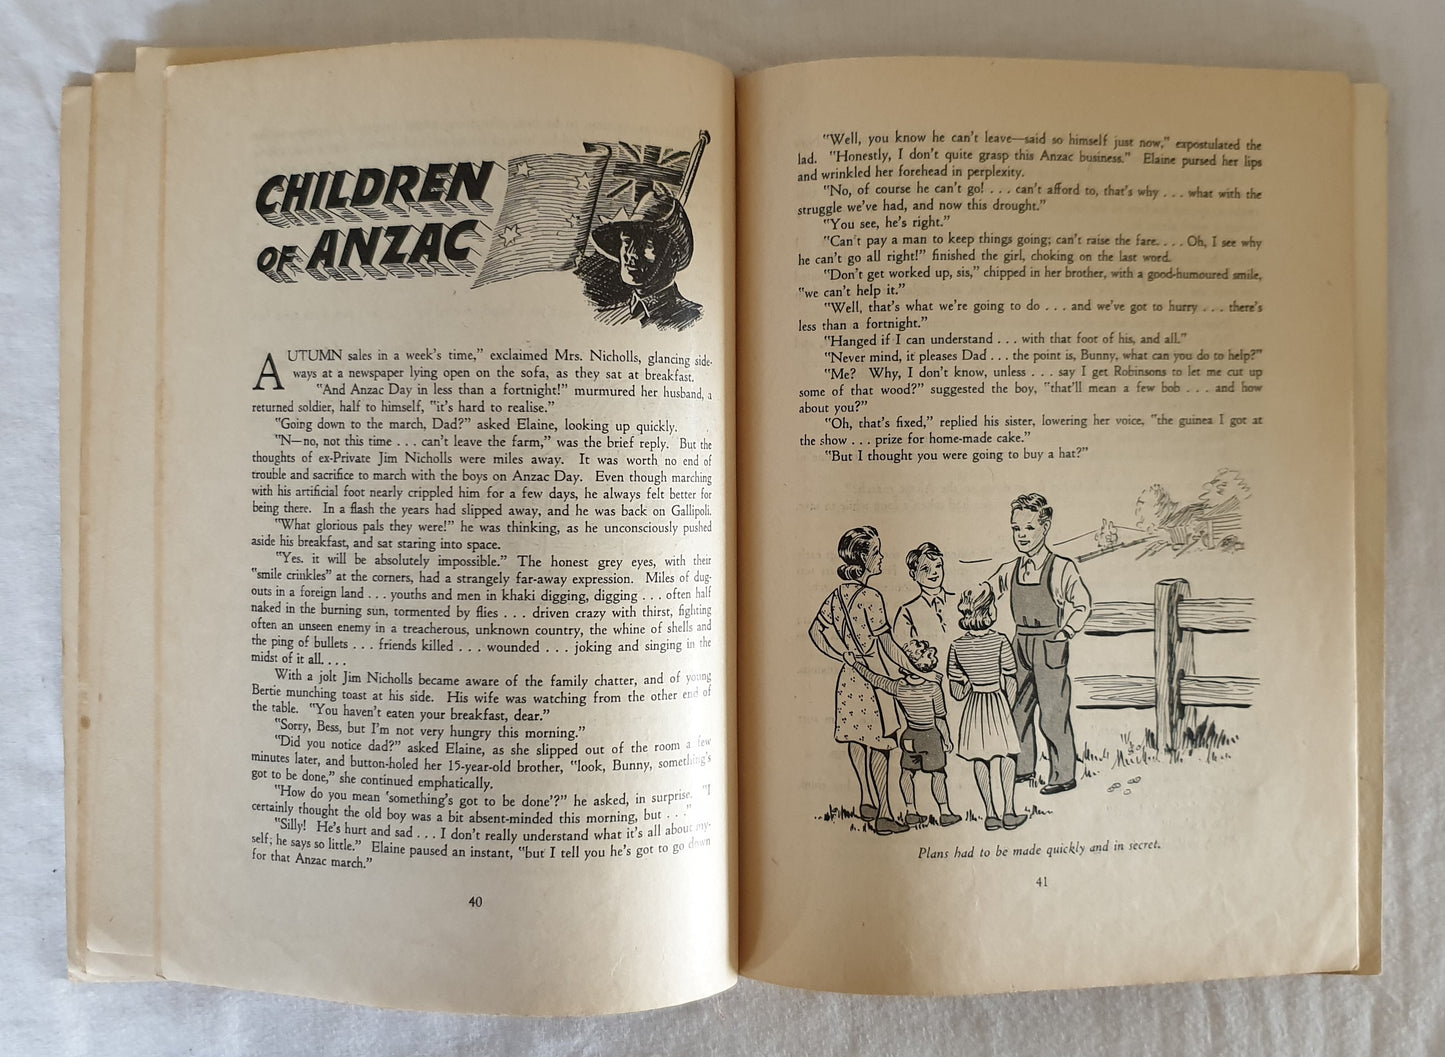 CHILDREN
OF ANZAC
AUTUMN sales in a week's time," exclaimed Mrs. Nicholls, glancing side-
ways at a newspaper lying open on the sofa, as they sat at breakfast.
"And Anzac Day in less than a fortnight!" murmured her husband, a
returned soldier, half to himself, "it's hard to realise."
"Going down to the march, Dad?" asked Elaine, looking up quickly.
"N—no, not this time . . . can't leave the farm," was the brief reply. But the
thoughts of ex-Private Jim Nicholls were miles away. It was worth no end of
trouble and sacrifice to march with the boys on Anzac Day. Even though marching
with his artificial foot nearly crippled him for a few days, he always felt better for
being there. In a flash the years had slipped away, and he was back on Gallipoli.
"What glorious pals they were!" he was thinking, as he unconsciously pushed
aside his breakfast, and sat staring into space.
"Yes. it will be absolutely impossible." The honest grey eyes, with their
"smile crinkles" at the corners, had a strangely far-away expression. Miles of dug-
outs in a foreign land . . . youths and men in khaki digging, digging . . . often half
naked in the burning sun, tormented by flies . . . driven crazy with thirst, fighting
often an unseen enemy in a treacherous, unknown country, the whine of shells and
the ping of bullets . . . friends killed . . . wounded . . . joking and singing in the
midst of it all. . . .
With a jolt Jim Nicholls became aware of the family chatter, and of young
Bertie munching toast at his side. His wife was watching from the other end of
the table. "You haven't eaten your breakfast, dear."
"Sorry, Bess, but I'm not very hungry this morning."
"Did you notice dad?" asked Elaine, as she slipped out of the room a few
minutes later, and button-holed her 15-year-old brother, "look, Bunny, something's
got to be done," she continued emphatically.
"How do you mean 'something's got to be done'?" he asked, in surprise. "I
certainly thought the old boy was a bit absent-minded this morning, but . . ."
"Silly! He's hurt and sad . . . I don't really understand what it's all about my-
self; he says so little." Elaine paused an instant, "but I tell you he's got to go down
for that Anzac march."
40
"Well, you know he can't leave—said so himself just now," expostulated the
lad. "Honestly, I don't quite grasp this Anzac business." Elaine pursed her lips
and wrinkled her forehead in perplexity.
"No, of course he can't go! . . . can't afford to, that's why . . . what with the
struggle we've had, and now this drought."
"You see, he's right."
"Can't pay a man to keep things going; can't raise the fare. . . . Oh, I see why
he can't go all right!" finished the girl, choking on the last word.
"Don't get worked up, sis," chipped in her brother, with a good-humoured smile,
"we can't help it."
"Well, that's what we're going to do . . . and we've got to hurry . . . there's
less than a fortnight."
"Hanged if I can understand . . . with that foot of his, and all."
"Never mind, it pleases Dad . . . the point is, Bunny, what can you do to help?"
"Me? Why, I don't know, unless . . . say I get Robinsons to let me cut up
some of that wood?" suggested the boy, "that'll mean a few bob . . . and how
about you?"
"Oh, that's fixed," replied his sister, lowering her voice, "the guinea I got at
the show . . . prize for home-made cake."
"But I thought you were going to buy a hat?"
Plans had to be made quickly and in secret.
41